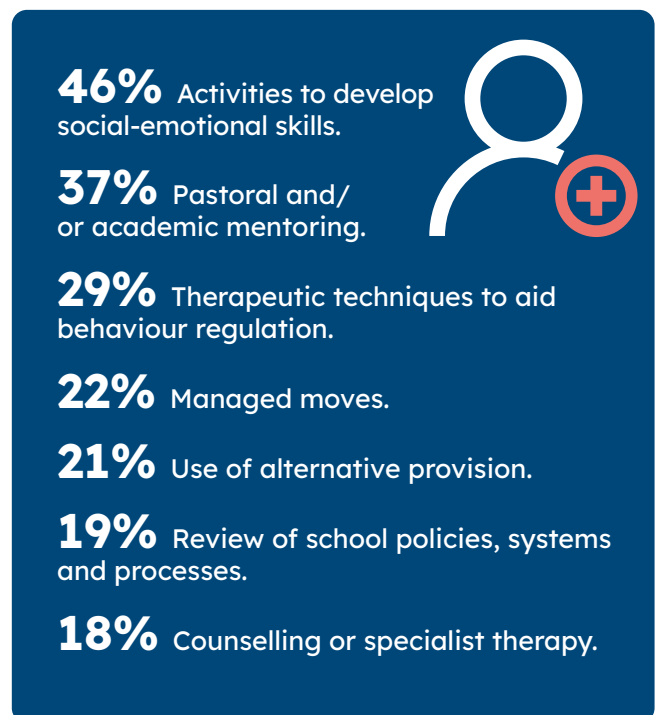 46% Activities to develop
social-emotional skills.
37% Pastoral and/
or academic mentoring.
29% Therapeutic techniques to aid
behaviour regulation.
22% Managed moves.
21% Use of alternative provision.
19% Review of school policies, systems
and processes.
18% Counselling or specialist therapy.